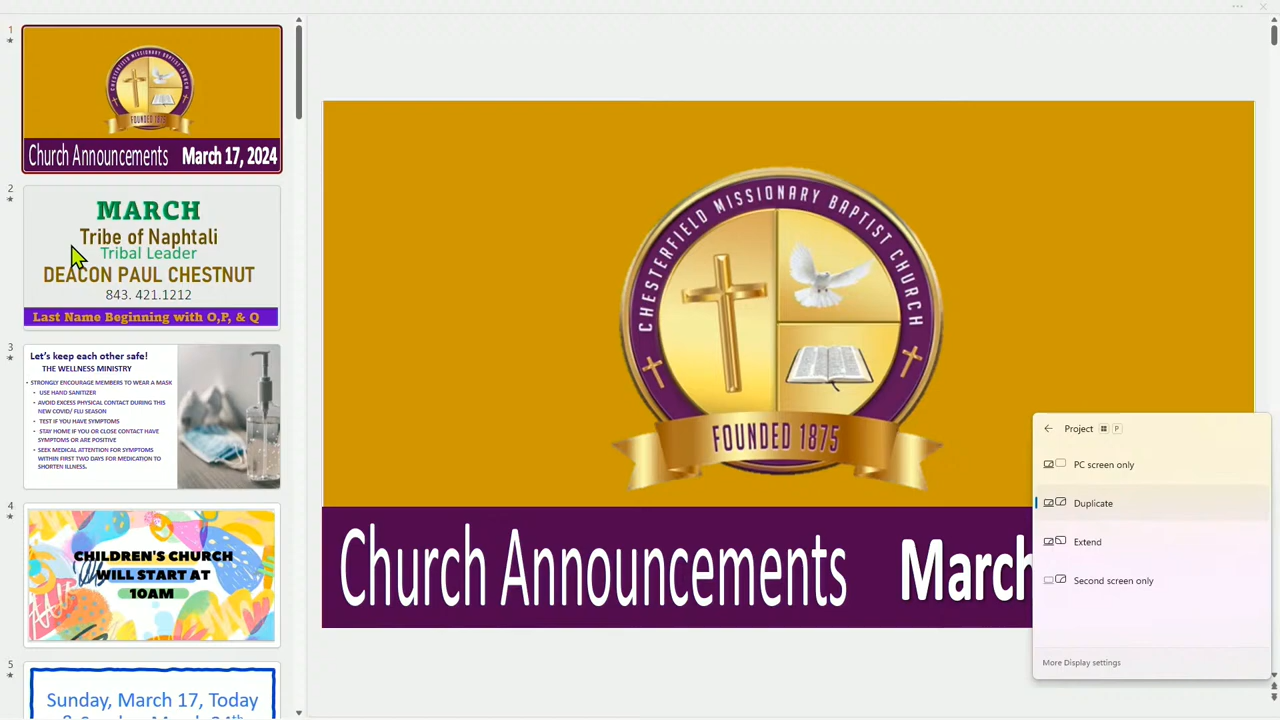 1
CHESTERFIELD MISSIONARY BAPTIST CHURCH
FOUNDED 1875
Church Announcements March 17, 2024
2
MARCH
Tribe of Naphtali
Tribal Leader
DEACON PAUL CHESTNUT
843. 421.1212
Last Name Beginning with O,P, & Q
3
Let's keep each other safe!
THE WELLNESS MINISTRY
• STRONGLY ENCOURAGE MEMBERS TO WEAR A MASK
• USE HAND SANITIZER
• AVOID EXCESS PHYSICAL CONTACT DURING THIS
NEW COVID/ FLU SEASON
• TEST IF YOU HAVE SYMPTOMS
• STAY HOME IF YOU OR CLOSE CONTACT HAVE
SYMPTOMS OR ARE POSITIVE
• SEEK MEDICAL ATTENTION FOR SYMPTOMS
WITHIN FIRST TWO DAYS FOR MEDICATION TO
SHORTEN ILLNESS.
4
CHILDREN'S CHURCH
WILL START AT
10AM
5
Sunday, March 17, Today
CHESTERFIELD MISSIONARY BAPTIST CHURCH
FOUNDED 1875
Church Announcements March
Project P
PC screen only
Duplicate
Extend
Second screen only
More Display settings